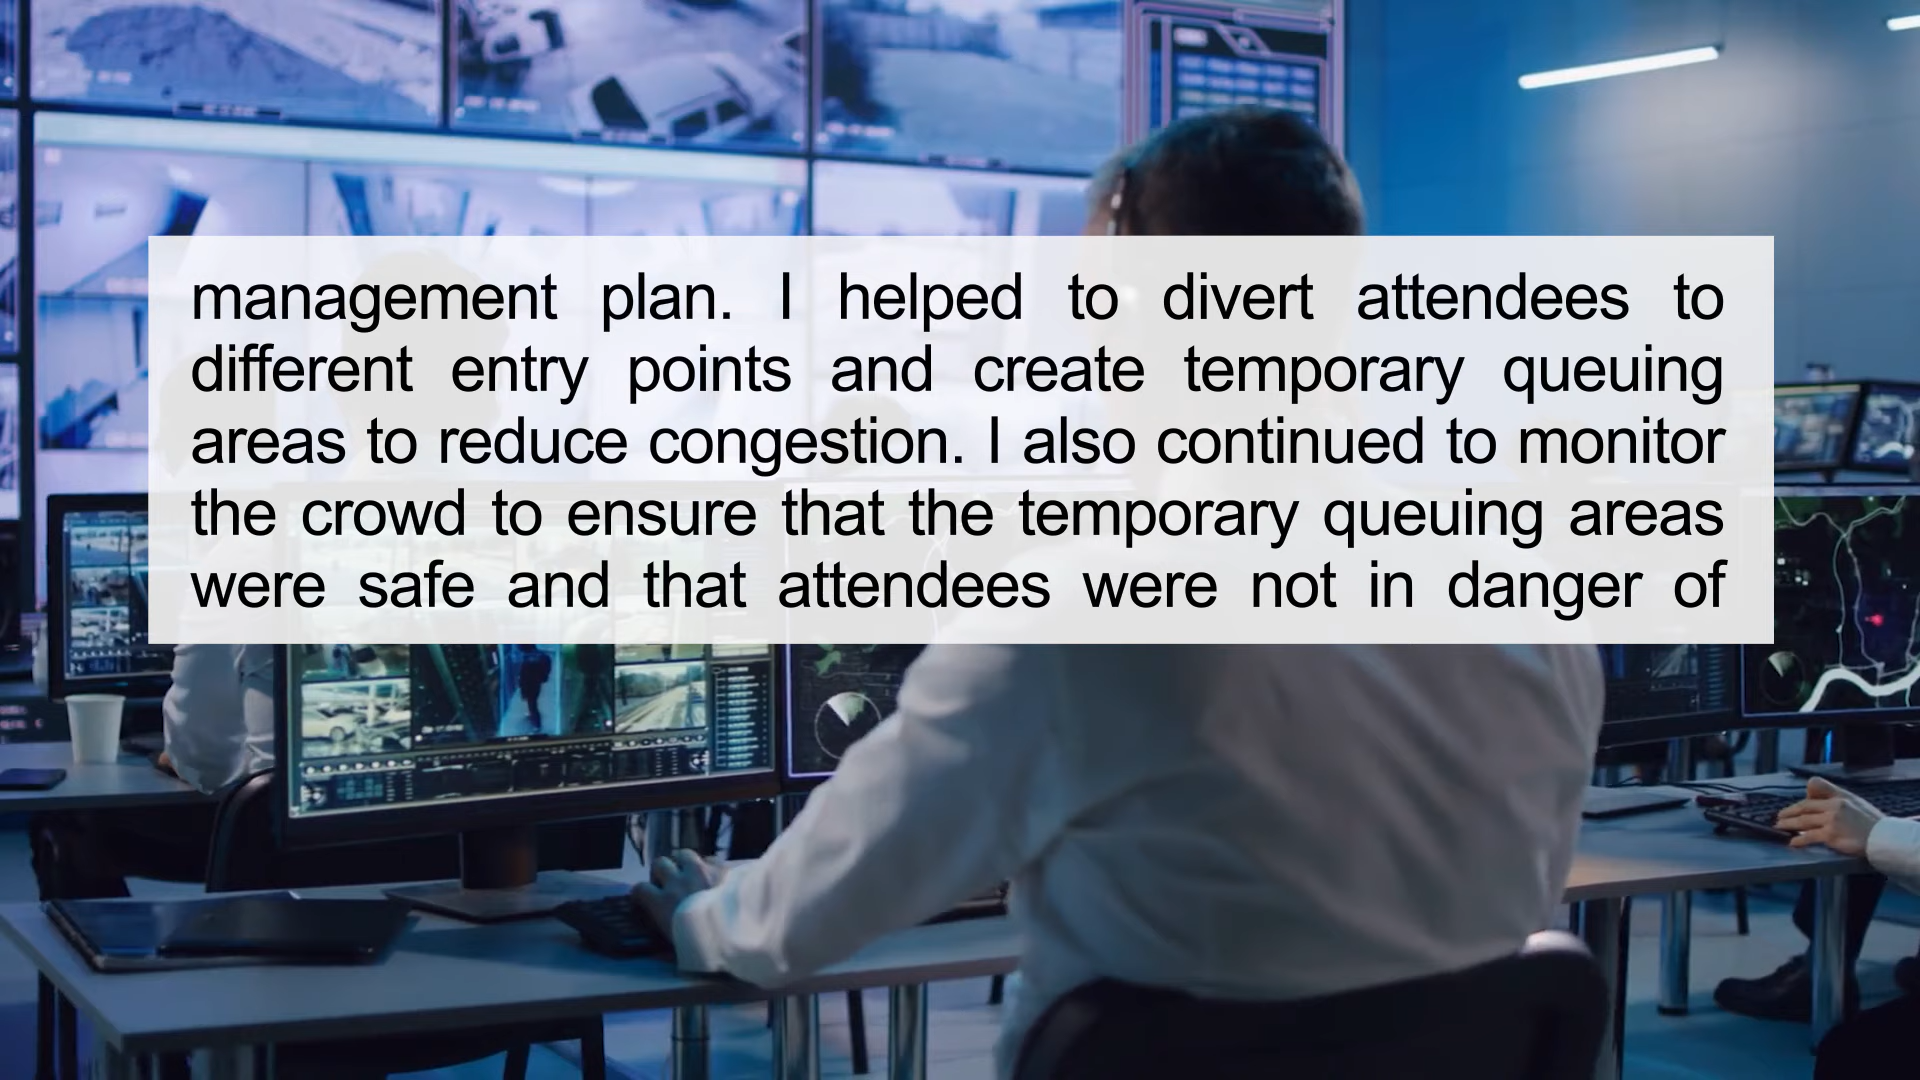 management plan. I helped to divert attendees to
different entry points and create temporary queuing
areas to reduce congestion. I also continued to monitor
the crowd to ensure that the temporary queuing areas
were safe and that attendees were not in danger of